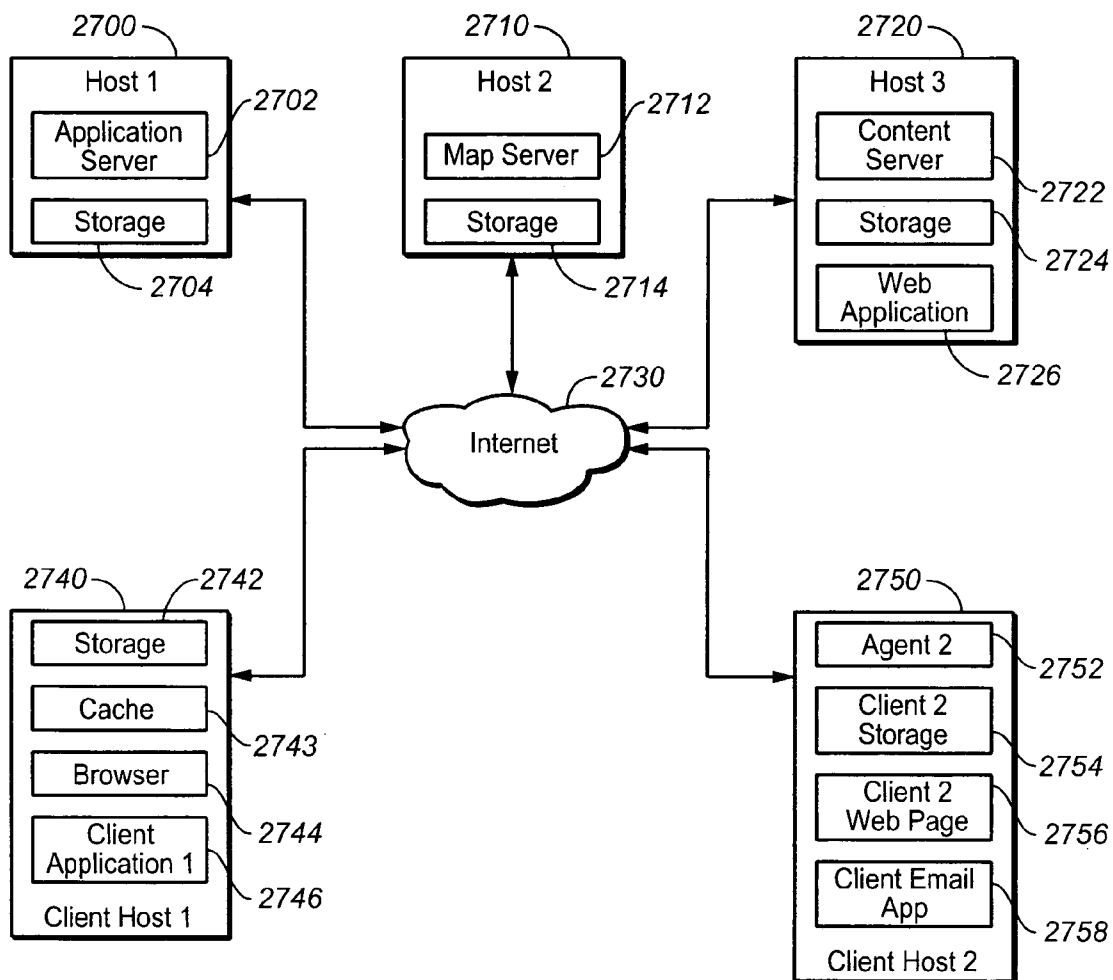 2700
Host 1
2702
Application
Server
Storage
2704
2710
Host 2
2712
Map Server
Storage
2714
2720
Host 3
Content
Server
2722
Storage
2724
Web
Application
2726
2730
Internet
2740
2742
Storage
Cache
2743
Browser
2744
Client
Application 1
2746
Client Host 1
2750
Agent 2
2752
Client 2
Storage
2754
Client 2
Web Page
2756
Client Email
App
2758
Client Host 2